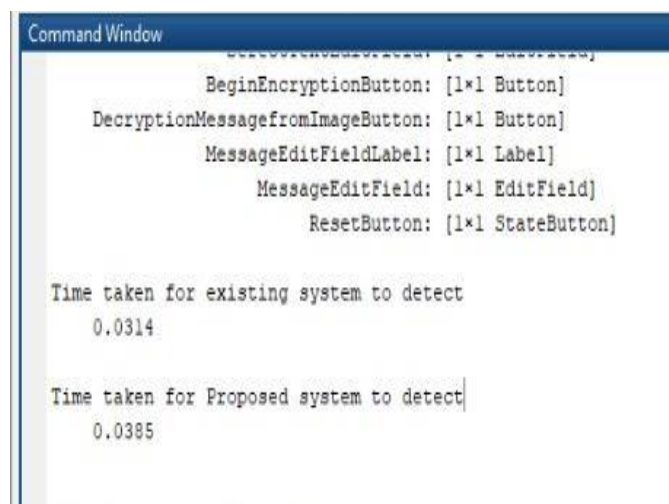 Command Window
BeginEncryptionButton: [1×1 Button]
DecryptionMessagefromImageButton: [1×1 Button]
MessageEditFieldLabel: [1×1 Label]
MessageEditField: [1×1 EditField]
ResetButton: [1×1 StateButton]
Time taken for existing system to detect
0.0314
Time taken for Proposed system to detect
0.0385